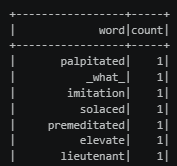 +------------------+-----+
|              word|count|
+------------------+-----+
|        palpitated|    1|
|            _what_|    1|
|         imitation|    1|
|           solaced|    1|
|      premeditated|    1|
|           elevate|    1|
|        lieutenant|    1|